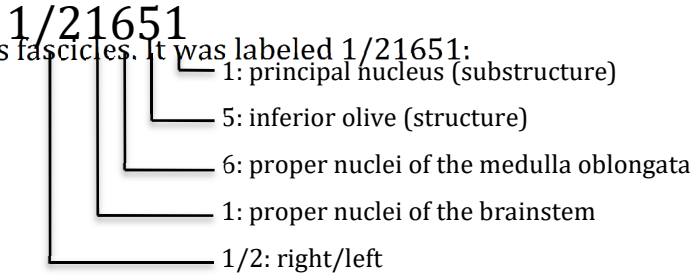 1/21651
s fascicles. It was labeled 1/21651:
1: principal nucleus (substructure)
5: inferior olive (structure)
6: proper nuclei of the medulla oblongata
1: proper nuclei of the brainstem
1/2: right/left